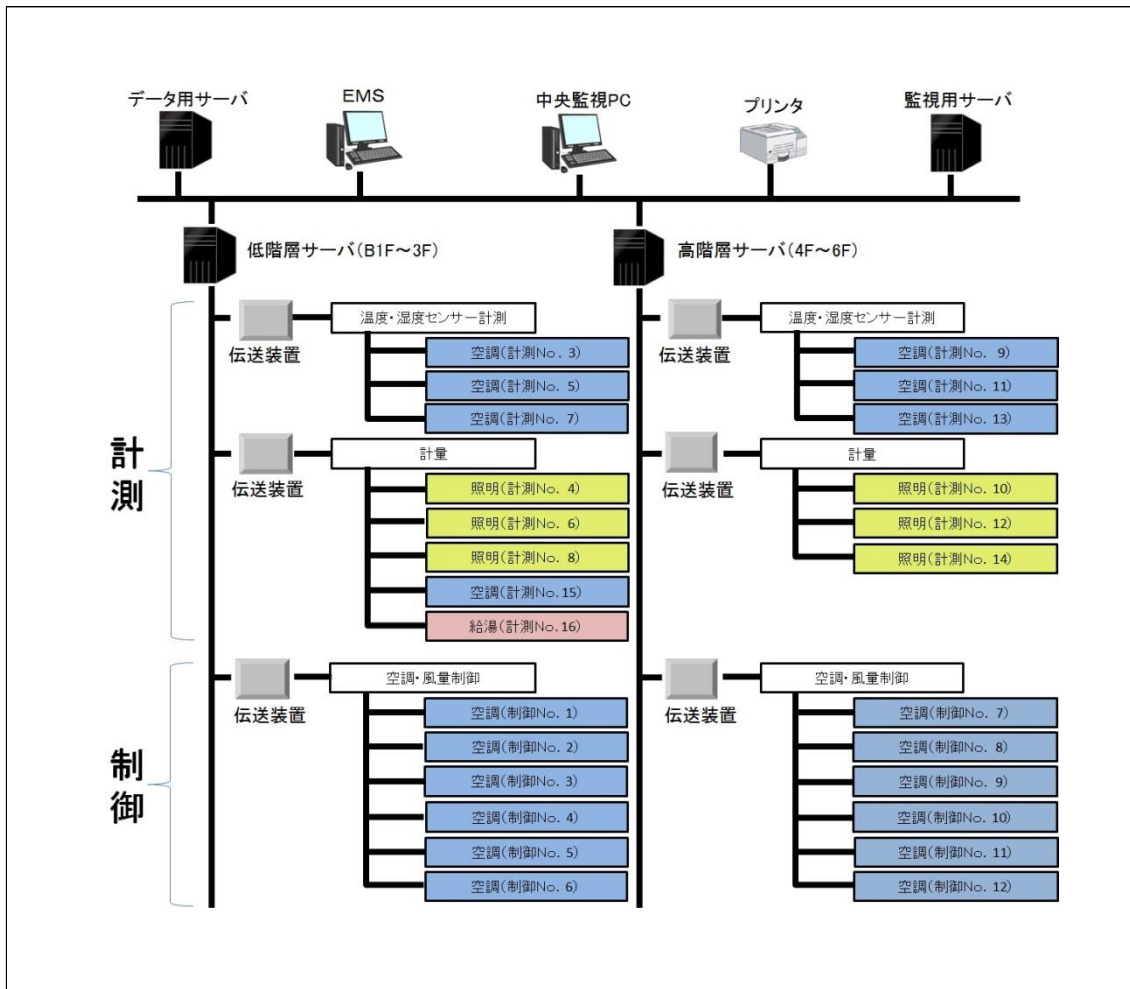 データ用サーバ
EMS
中央監視PC
プリンタ
監視用サーバ
低階層サーバ(B1F～3F)
高階層サーバ(4F～6F)
計測
伝送装置
温度・湿度センサー計測
空調(計測No. 3)
空調(計測No. 5)
空調(計測No. 7)
伝送装置
計量
照明(計測No. 4)
照明(計測No. 6)
照明(計測No. 8)
空調(計測No.15)
給湯(計測No.16)
伝送装置
温度・湿度センサー計測
空調(計測No. 9)
空調(計測No. 11)
空調(計測No. 13)
伝送装置
計量
照明(計測No. 10)
照明(計測No. 12)
照明(計測No. 14)
制御
伝送装置
空調・風量制御
空調(制御No. 1)
空調(制御No. 2)
空調(制御No. 3)
空調(制御No. 4)
空調(制御No. 5)
空調(制御No. 6)
伝送装置
空調・風量制御
空調(制御No. 7)
空調(制御No. 8)
空調(制御No. 9)
空調(制御No. 10)
空調(制御No. 11)
空調(制御No. 12)